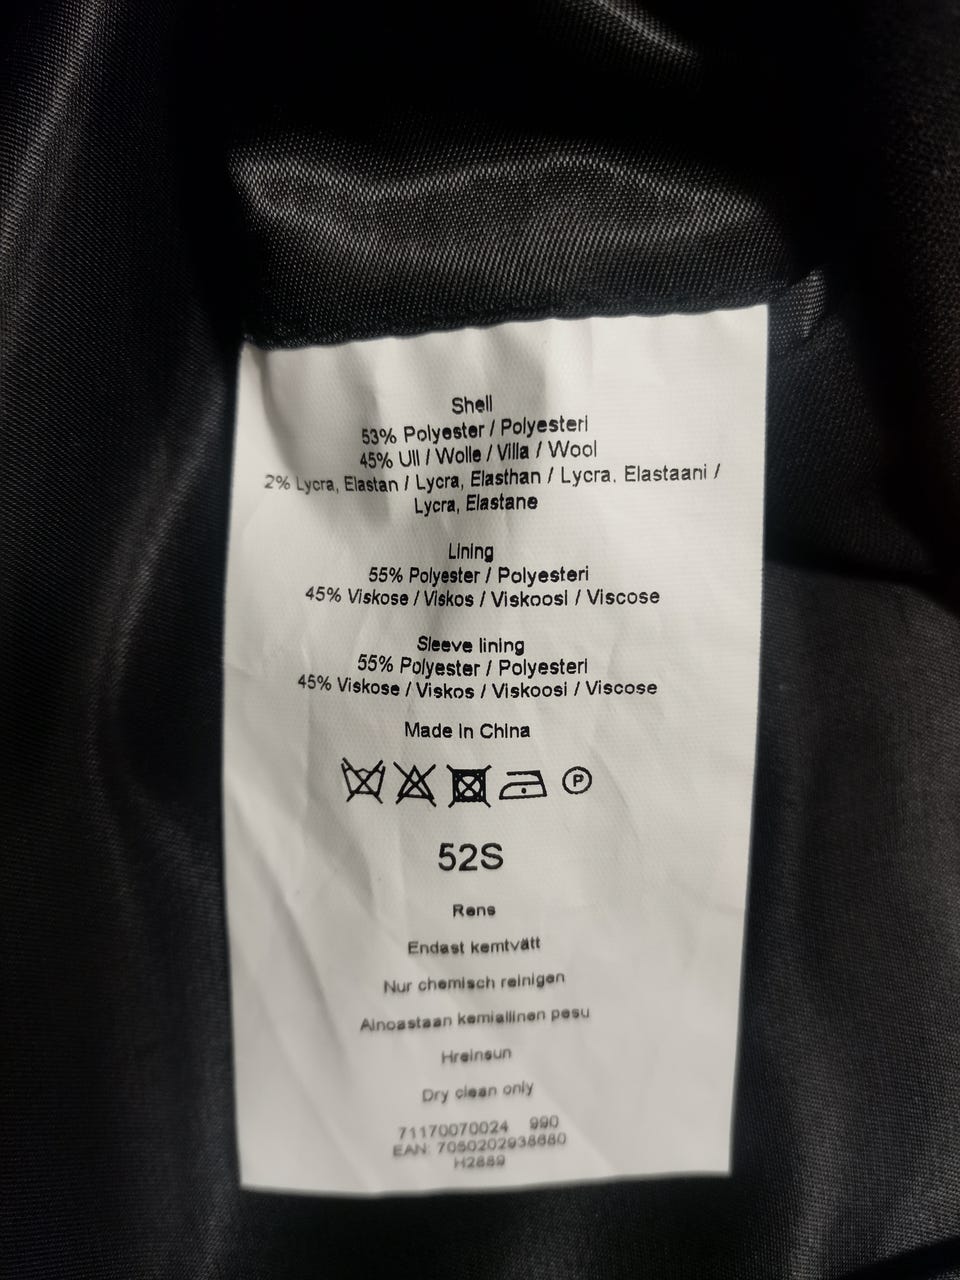 Shell
53% Polyester / Polyesteri
45% Ull / Wolle / Villa / Wool
2% Lycra, Elastan / Lycra, Elasthan / Lycra, Elastaani /
Lycra, Elastane
Lining
55% Polyester / Polyesteri
45% Viskose / Viskos / Viskoosi / Viscose
Sleeve lining
55% Polyester / Polyesteri
45% Viskose / Viskos / Viskoosi / Viscose
Made in China
P
52S
Rens
Endast kemtvätt
Nur chemisch reinigen
Ainoastaan kemiallinen pesu
Hreinsun
Dry clean only
71170070024 990
EAN: 7050202938680
H2889